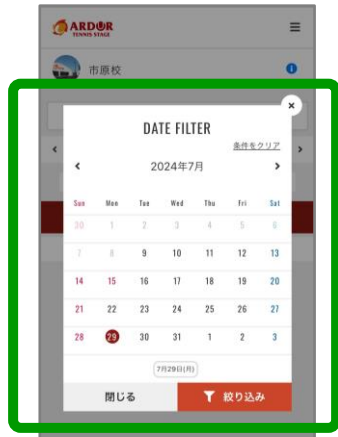 ARDOR
TENNIS STAGE
市原校
DATE FILTER
条件をクリア
2024年7月
Sun Mon Tue Wed Thu Fri Sat
30 1 2 3 4 5 6
7 8 9 10 11 12 13
14 15 16 17 18 19 20
21 22 23 24 25 26 27
28 29 30 31 1 2 3
7月29日(月)
閉じる 絞り込み